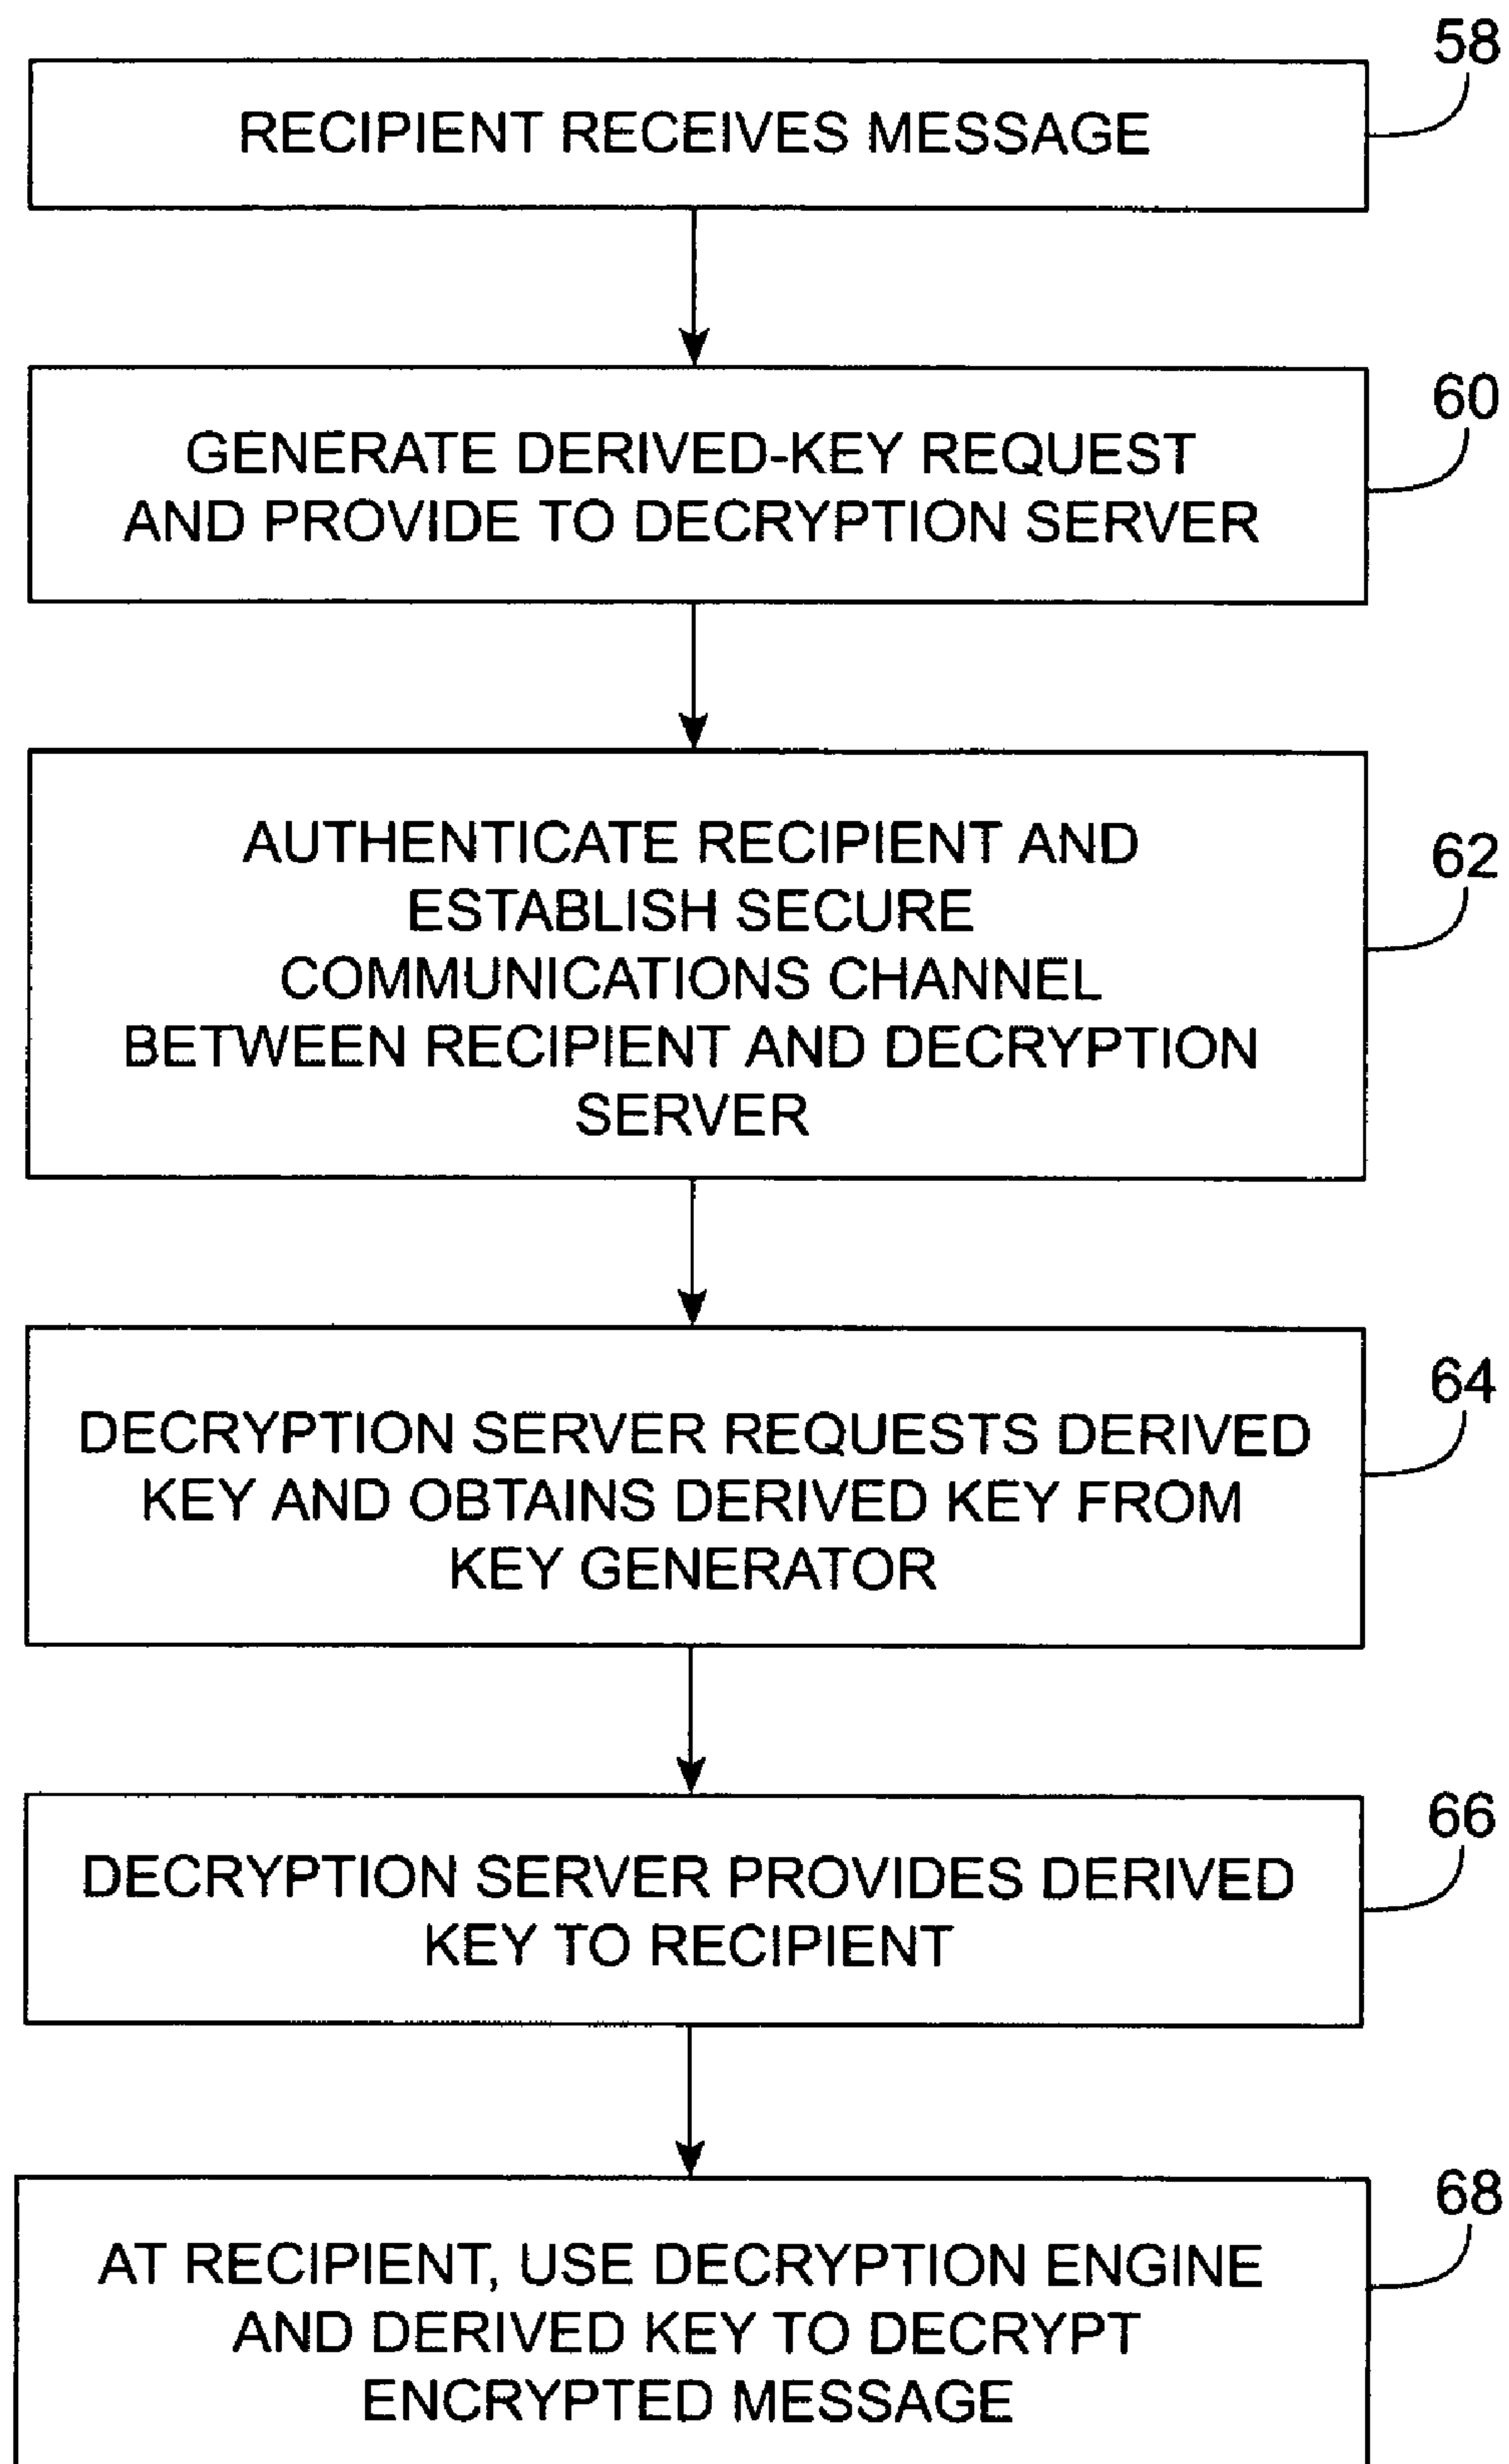 58
RECIPIENT RECEIVES MESSAGE
60
GENERATE DERIVED-KEY REQUEST
AND PROVIDE TO DECRYPTION SERVER
62
AUTHENTICATE RECIPIENT AND
ESTABLISH SECURE
COMMUNICATIONS CHANNEL
BETWEEN RECIPIENT AND DECRYPTION
SERVER
64
DECRYPTION SERVER REQUESTS DERIVED
KEY AND OBTAINS DERIVED KEY FROM
KEY GENERATOR
66
DECRYPTION SERVER PROVIDES DERIVED
KEY TO RECIPIENT
68
AT RECIPIENT, USE DECRYPTION ENGINE
AND DERIVED KEY TO DECRYPT
ENCRYPTED MESSAGE